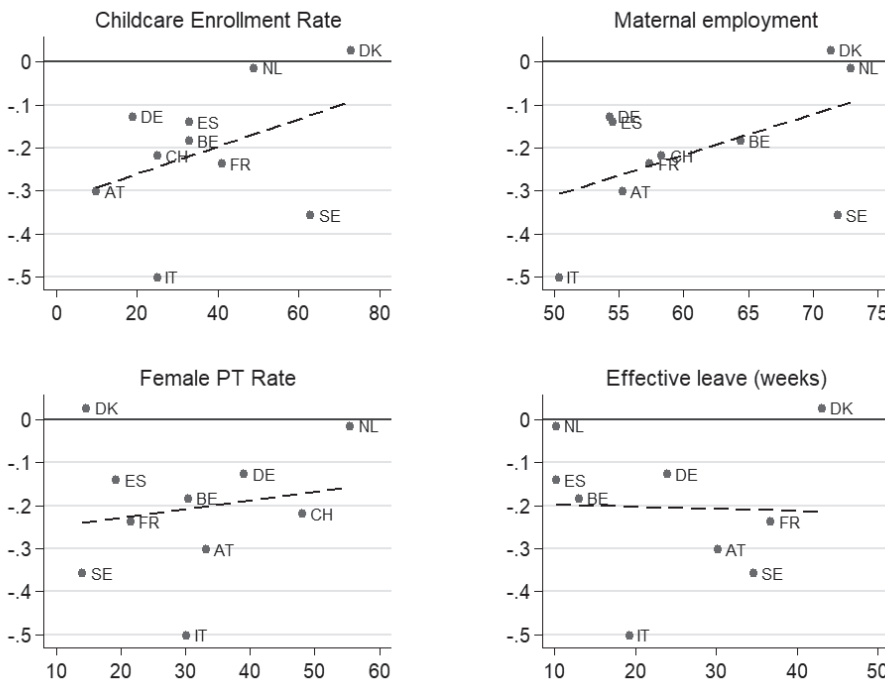 Childcare Enrollment Rate
0
-.1
-.2
-.3
-.4
-.5
DK
NL
DE
ES
BE
CH
FR
AT
SE
IT
0 20 40 60 80
Maternal employment
0
-.1
-.2
-.3
-.4
-.5
DK
NL
DE
ES
BE
CH
FR
AT
SE
IT
50 55 60 65 70 75
Female PT Rate
0
-.1
-.2
-.3
-.4
-.5
DK
NL
DE
ES
BE
CH
FR
AT
SE
IT
10 20 30 40 50 60
Effective leave (weeks)
0
-.1
-.2
-.3
-.4
-.5
DK
NL
DE
ES
BE
FR
AT
SE
IT
10 20 30 40 50